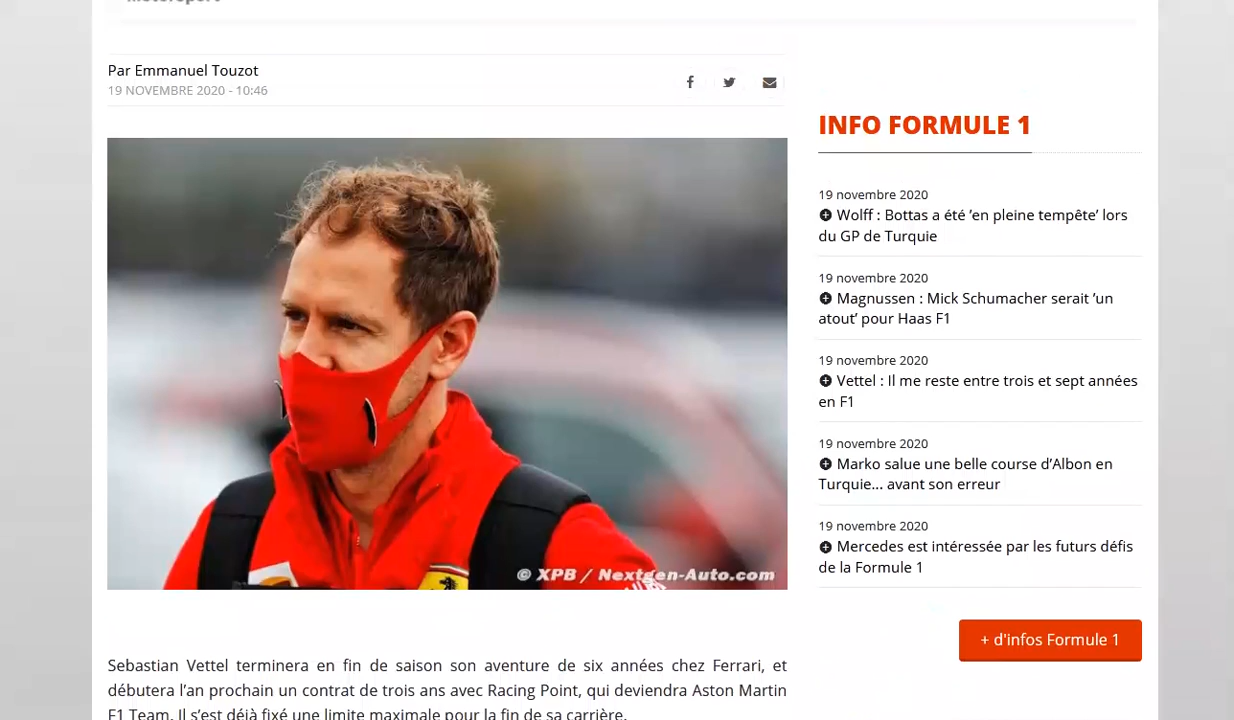 Motorsport
Par Emmanuel Touzot
19 NOVEMBRE 2020 - 10:46
© XPB / Nextgen-Auto.com
Sebastian Vettel terminera en fin de saison son aventure de six années chez Ferrari, et
débutera l’an prochain un contrat de trois ans avec Racing Point, qui deviendra Aston Martin
F1 Team. Il s’est déjà fixé une limite maximale pour la fin de sa carrière.
INFO FORMULE 1
19 novembre 2020
Wolff : Bottas a été ’en pleine tempête’ lors
du GP de Turquie
19 novembre 2020
Magnussen : Mick Schumacher serait ’un
atout’ pour Haas F1
19 novembre 2020
Vettel : Il me reste entre trois et sept années
en F1
19 novembre 2020
Marko salue une belle course d’Albon en
Turquie... avant son erreur
19 novembre 2020
Mercedes est intéressée par les futurs défis
de la Formule 1
+ d'infos Formule 1